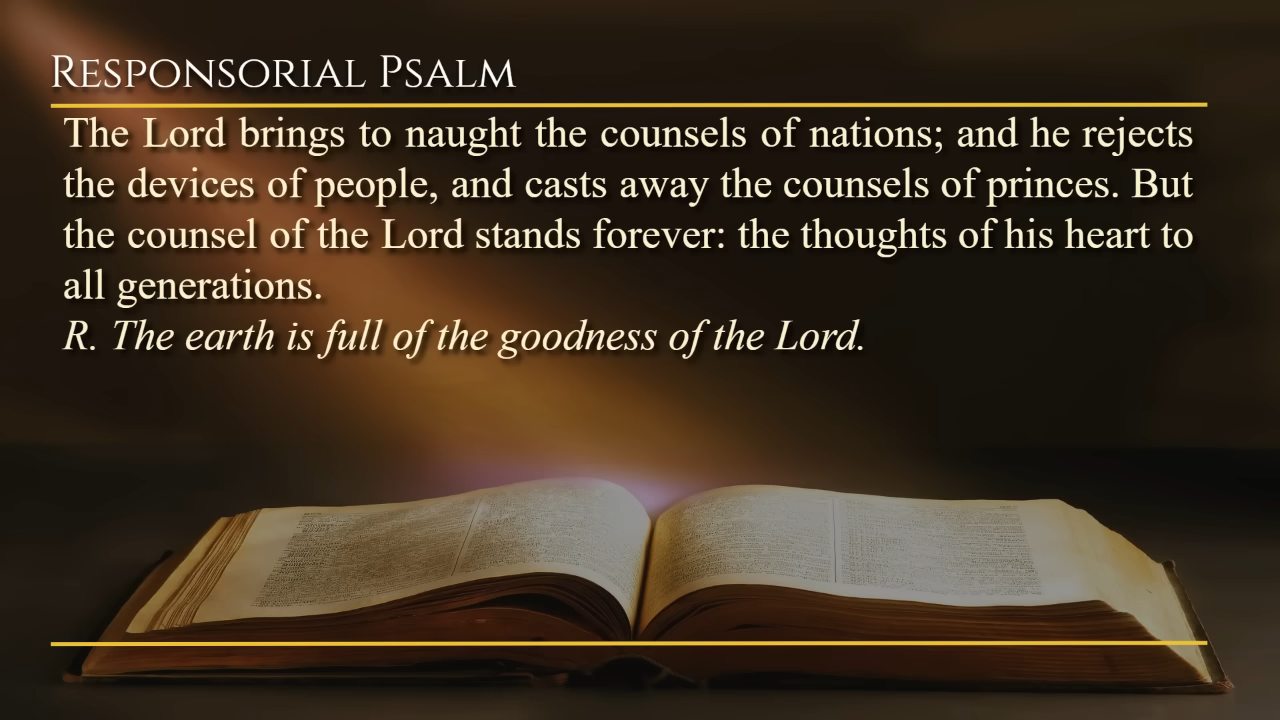 Responsorial Psalm
The Lord brings to naught the counsels of nations; and he rejects
the devices of people, and casts away the counsels of princes. But
the counsel of the Lord stands forever: the thoughts of his heart to
all generations.
R. The earth is full of the goodness of the Lord.